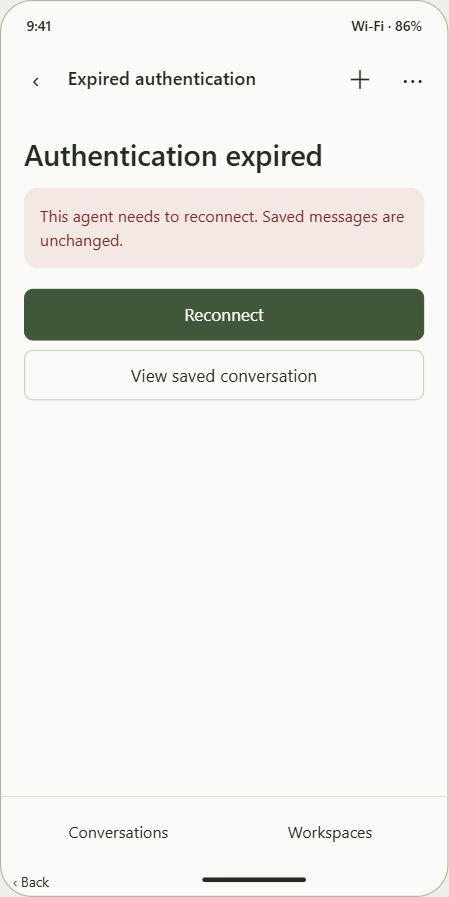 9:41 Wi-Fi · 86%
‹ Expired authentication + ...
Authentication expired
This agent needs to reconnect. Saved messages are
unchanged.
Reconnect
View saved conversation
Conversations Workspaces
‹ Back